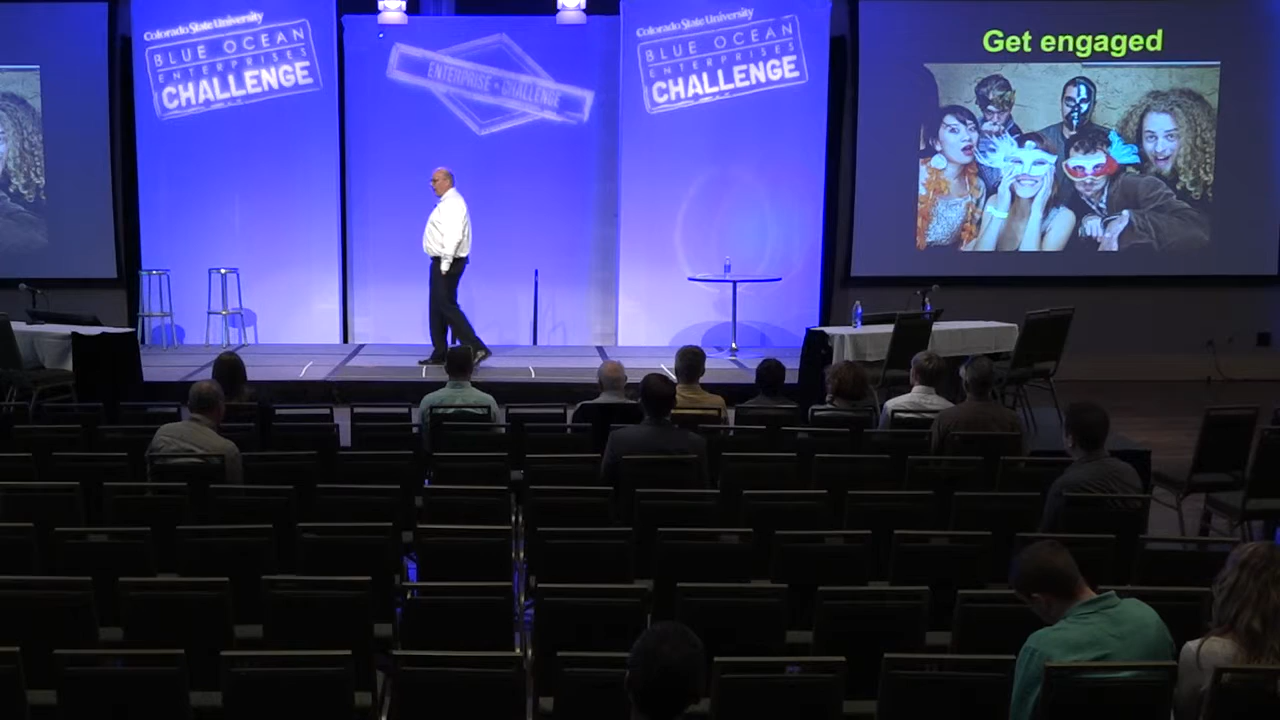 Colorado State University
BLUE OCEAN
ENTERPRISES
CHALLENGE
ENTERPRISE • CHALLENGE
Colorado State University
BLUE OCEAN
ENTERPRISES
CHALLENGE
Get engaged